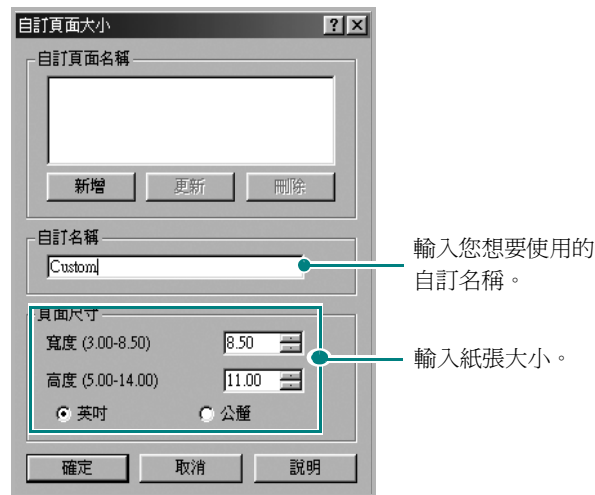 自訂頁面大小
自訂頁面名稱
新增 更新 刪除
自訂名稱
Custom
輸入您想要使用的
自訂名稱。
頁面尺寸
寬度 (3.00-8.50) 8.50
高度 (5.00-14.00) 11.00
英吋 公釐
輸入紙張大小。
確定 取消 說明